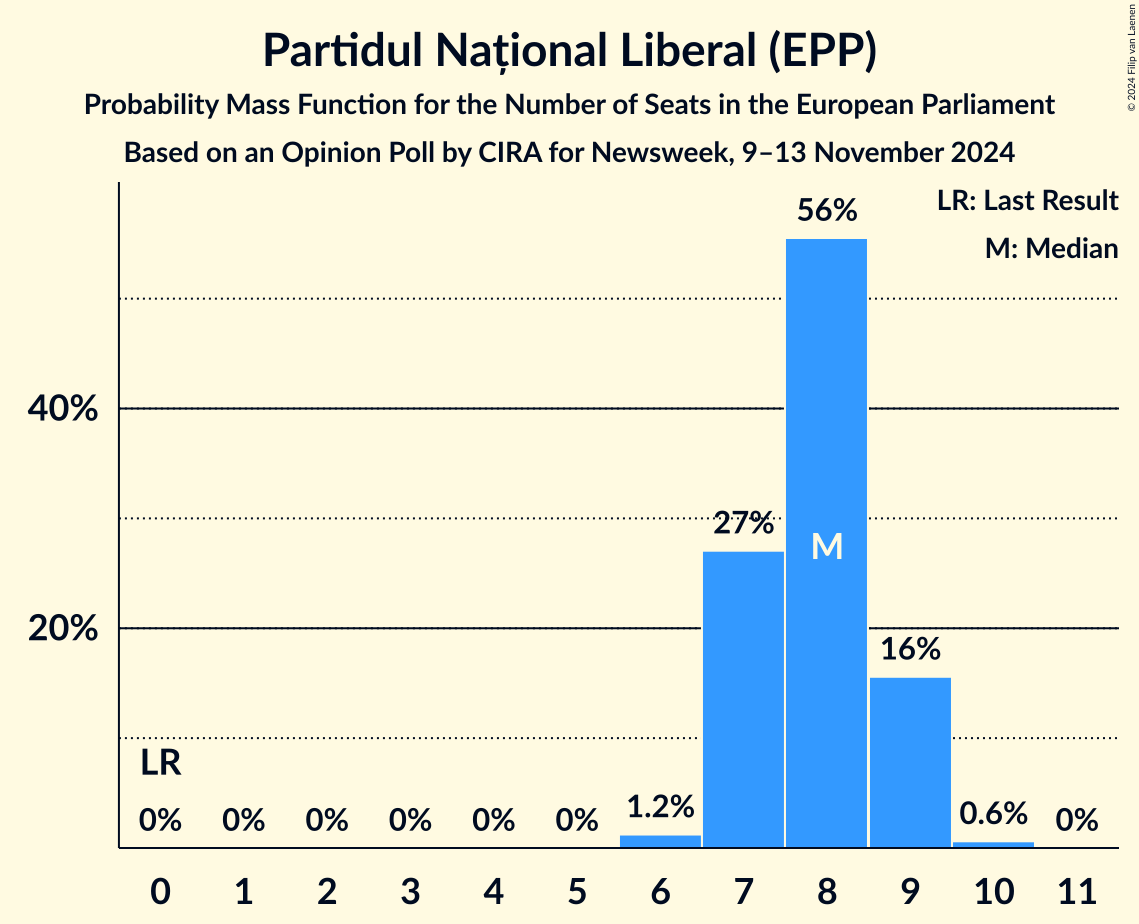 Partidul Național Liberal (EPP)
Probability Mass Function for the Number of Seats in the European Parliament
Based on an Opinion Poll by CIRA for Newsweek, 9–13 November 2024
© 2024 Filip van Laenen
LR: Last Result
M: Median
56%
40%
27%
M
20%
16%
LR
0% 0% 0% 0% 0% 0% 1.2% 0.6% 0%
0 1 2 3 4 5 6 7 8 9 10 11